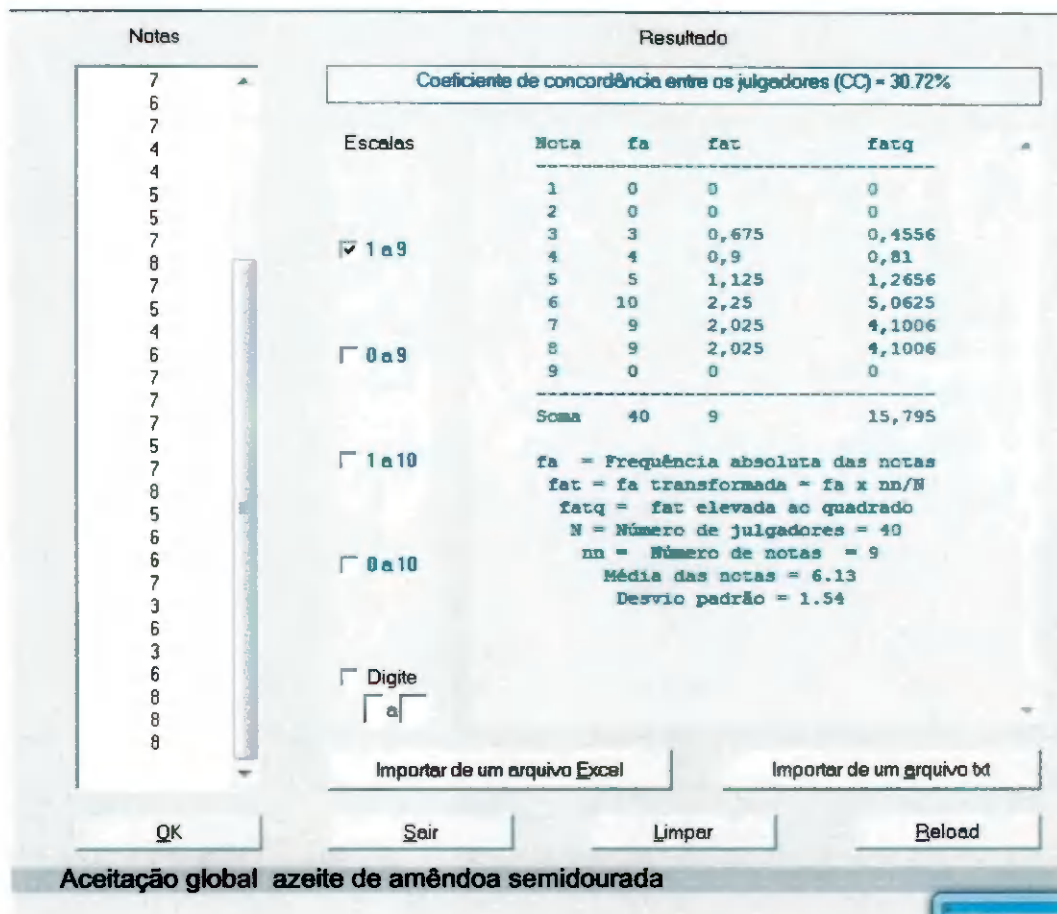 Notas
7
6
7
4
4
5
5
7
8
7
5
4
6
7
7
7
5
7
8
5
6
6
7
3
6
3
6
8
8
8
Resultado
Coeficiente de concordância entre os julgadores (CC) = 30.72%
Escalas
1 a 9
0 a 9
1 a 10
0 a 10
Digite
a
Nota fa fat fatq
1 0 0 0
2 0 0 0
3 3 0,675 0,4556
4 4 0,9 0,81
5 5 1,125 1,2656
6 10 2,25 5,0625
7 9 2,025 4,1006
8 9 2,025 4,1006
9 0 0 0
Soma 40 9 15,795
fa = Frequência absoluta das notas
fat = fa transformada = fa x nn/N
fatq = fat elevada ao quadrado
N = Número de julgadores = 40
nn = Número de notas = 9
Média das notas = 6.13
Desvio padrão = 1.54
Importar de um arquivo Excel
Importar de um arquivo txt
OK
Sair
Limpar
Reload
Aceitação global azeite de amêndoa semidourada